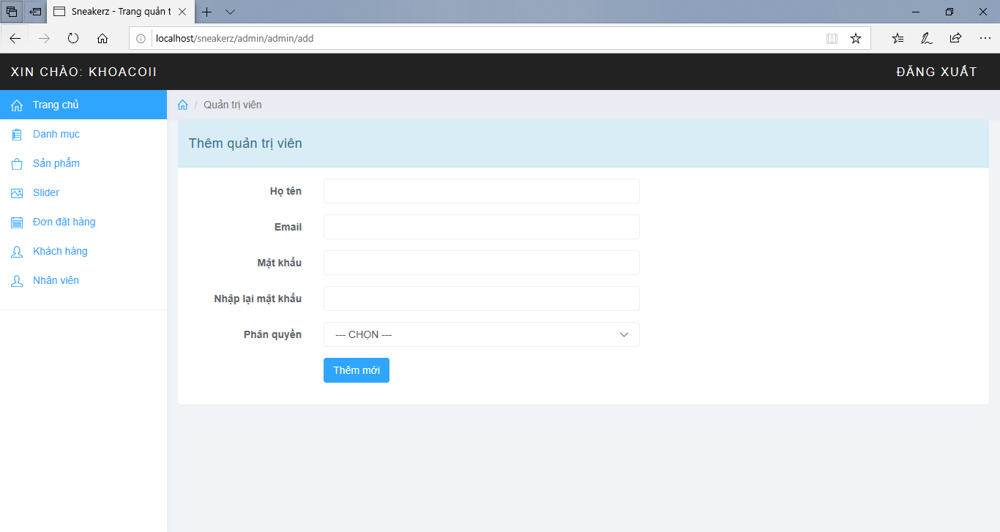 Sneakerz - Trang quản t
localhost/sneakerz/admin/admin/add
XIN CHÀO: KHOACOII
ĐĂNG XUẤT
Trang chủ
Danh mục
Sản phẩm
Slider
Đơn đặt hàng
Khách hàng
Nhân viên
/ Quản trị viên
Thêm quản trị viên
Họ tên
Email
Mật khẩu
Nhập lại mật khẩu
Phân quyền
--- CHỌN ---
Thêm mới